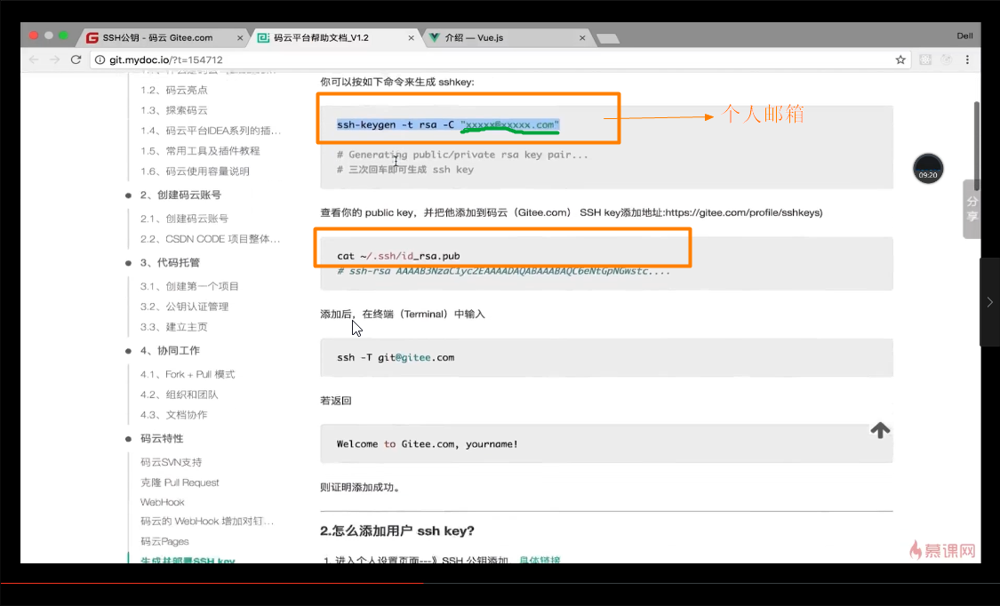 SSH公钥 - 码云 Gitee.com
码云平台帮助文档_V1.2
介绍 — Vue.js
Dell
git.mydoc.io/?t=154712
1.2、码云亮点
1.3、探索码云
1.4、码云平台IDEA系列的插...
1.5、常用工具及插件教程
1.6、码云使用容量说明
2、创建码云账号
2.1、创建码云账号
2.2、CSDN CODE 项目整体...
3、代码托管
3.1、创建第一个项目
3.2、公钥认证管理
3.3、建立主页
4、协同工作
4.1、Fork + Pull 模式
4.2、组织和团队
4.3、文档协作
码云特性
码云SVN支持
克隆 Pull Request
WebHook
码云的 WebHook 增加对钉...
码云Pages
生成并部署SSH key
你可以按如下命令来生成 sshkey:
ssh-keygen -t rsa -C "xxxxx@xxxxx.com"
个人邮箱
# Generating public/private rsa key pair...
# 三次回车即可生成 ssh key
09:20
分享
查看你的 public key，并把他添加到码云（Gitee.com） SSH key添加地址:https://gitee.com/profile/sshkeys)
cat ~/.ssh/id_rsa.pub
# ssh-rsa AAAAB3NzaC1yc2EAAAADAQABAAABAQC6eNtGpNGwstc....
添加后，在终端（Terminal）中输入
ssh -T git@gitee.com
若返回
Welcome to Gitee.com, yourname!
则证明添加成功。
2.怎么添加用户 ssh key?
1. 进入个人设置页面---》SSH 公钥添加，具体链接
慕课网